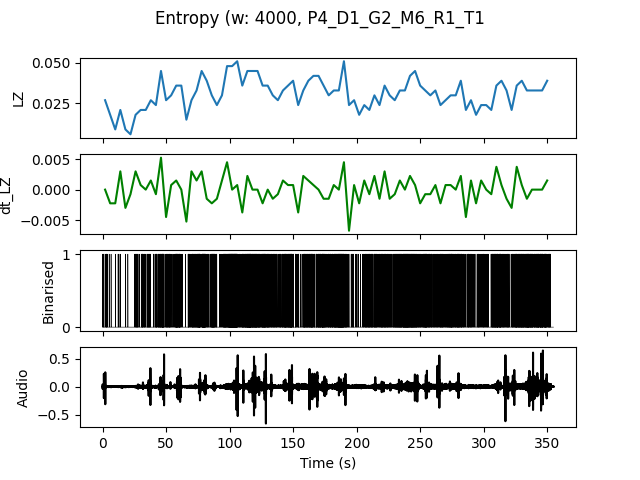 Entropy (w: 4000, P4_D1_G2_M6_R1_T1
0.050
0.025
LZ
0.005
0.000
−0.005
dt_LZ
1
0
Binarised
0.5
0.0
−0.5
Audio
0 50 100 150 200 250 300 350
Time (s)